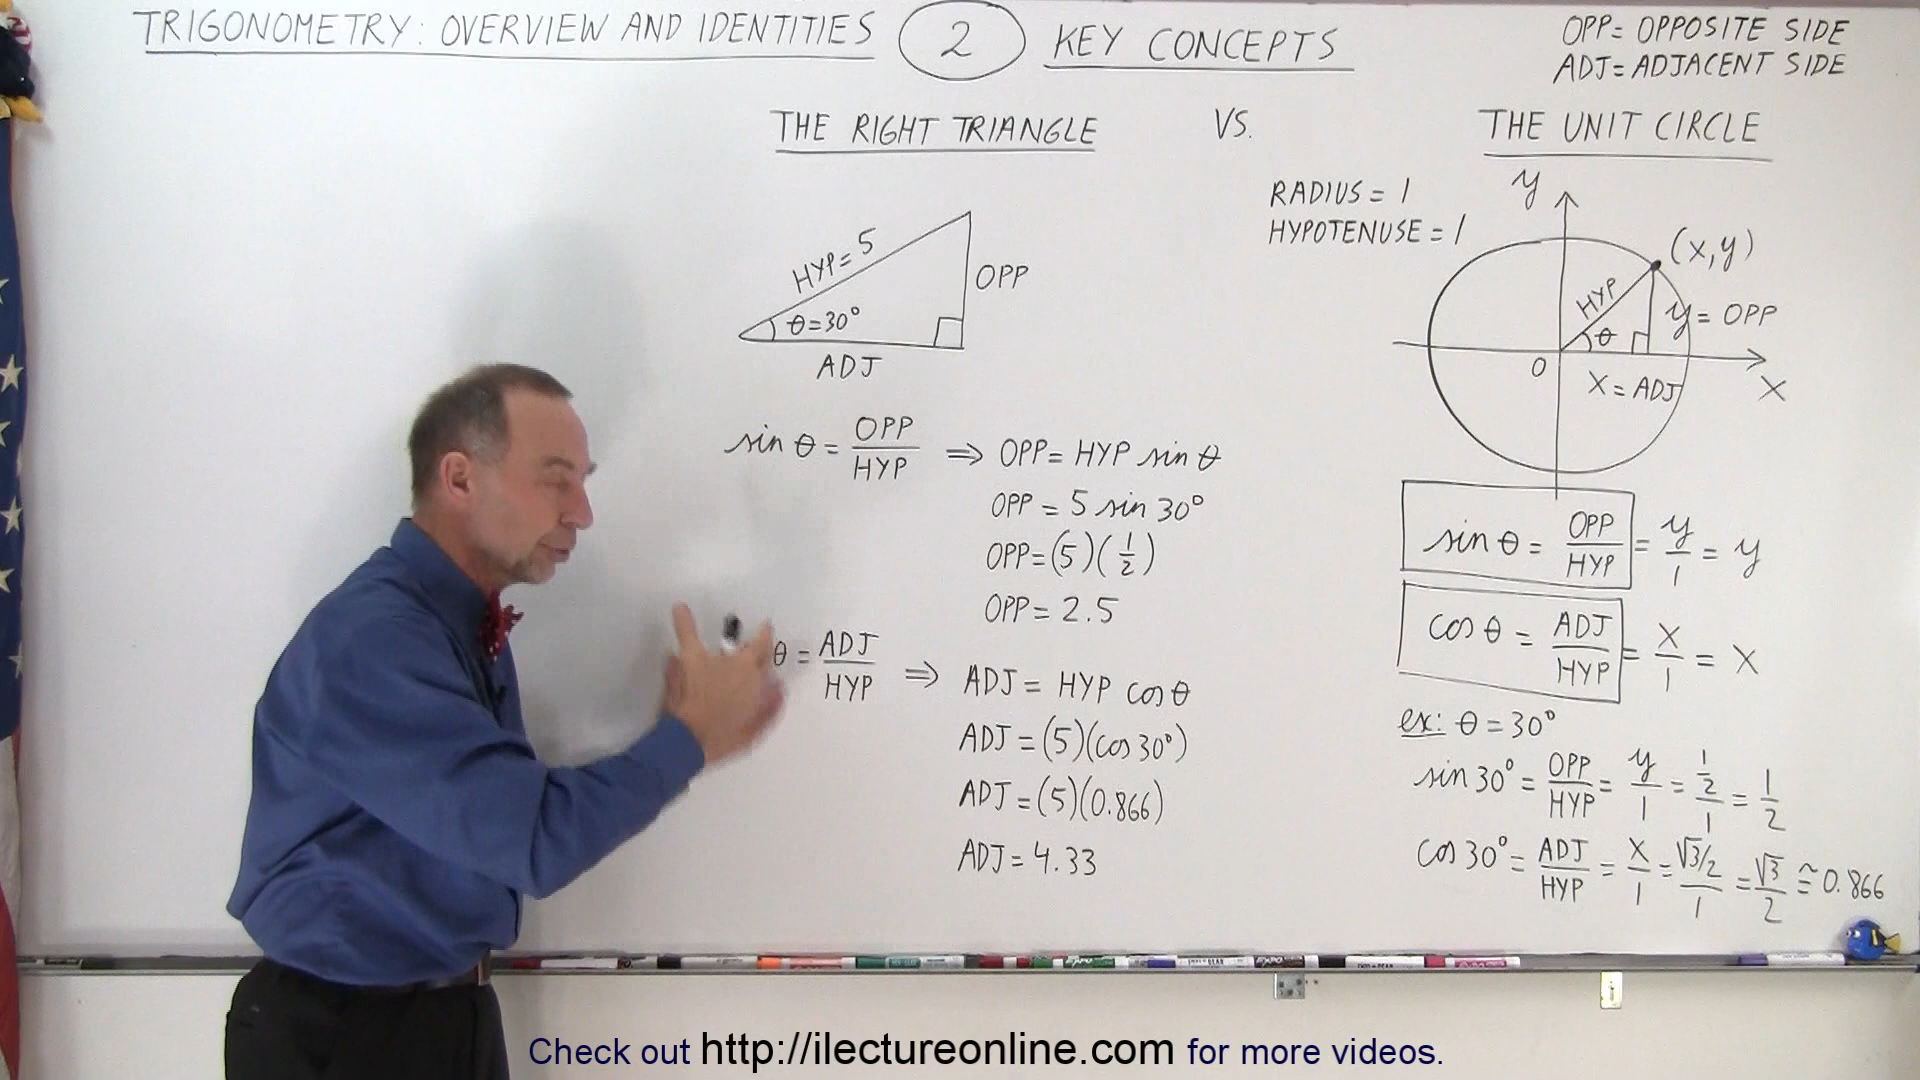 TRIGONOMETRY: OVERVIEW AND IDENTITIES 2 KEY CONCEPTS
OPP = OPPOSITE SIDE
ADJ = ADJACENT SIDE
THE RIGHT TRIANGLE VS. THE UNIT CIRCLE
HYP = 5
OPP
θ = 30°
ADJ
sin θ = OPP/HYP ⇒ OPP = HYP sin θ
OPP = 5 sin 30°
OPP = (5)(1/2)
OPP = 2.5
θ = ADJ/HYP ⇒ ADJ = HYP cos θ
ADJ = (5)(cos 30°)
ADJ = (5)(0.866)
ADJ = 4.33
RADIUS = 1
HYPOTENUSE = 1
y
(x, y)
HYP
y = OPP
θ
O
X = ADJ
X
sin θ = OPP/HYP = y/1 = y
cos θ = ADJ/HYP = x/1 = x
ex: θ = 30°
sin 30° = OPP/HYP = y/1 = (1/2)/1 = 1/2
cos 30° = ADJ/HYP = x/1 = (√3/2)/1 = √3/2 ≅ 0.866
Check out http://ilectureonline.com for more videos.